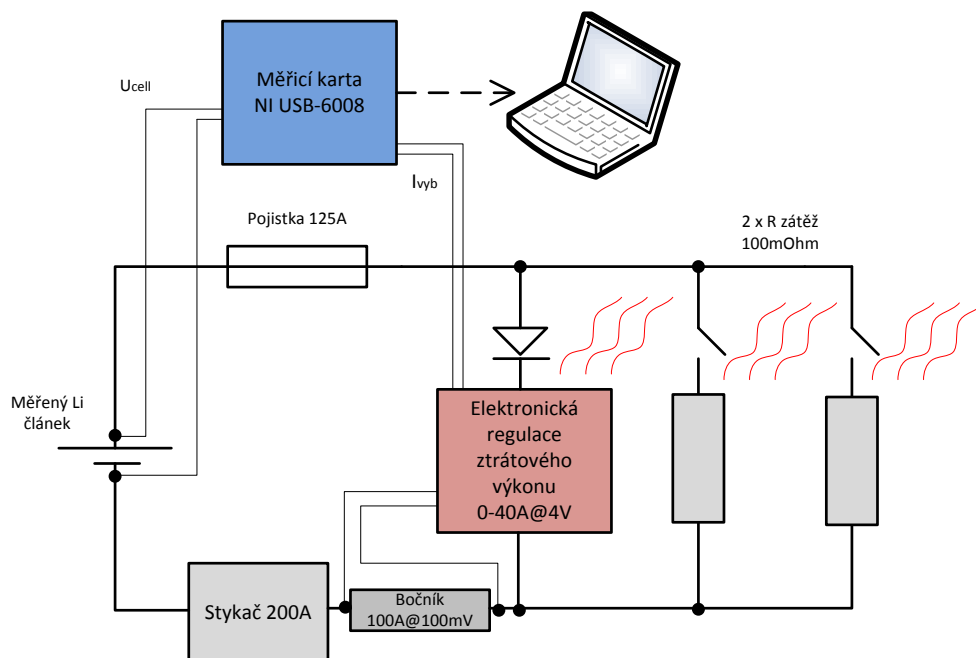 Měřicí karta
NI USB-6008
Ucell
Ivyb
Pojistka 125A
2 x R zátěž
100mOhm
Měřený Li
článek
Elektronická
regulace
ztrátového
výkonu
0-40A@4V
Stykač 200A
Bočník
100A@100mV